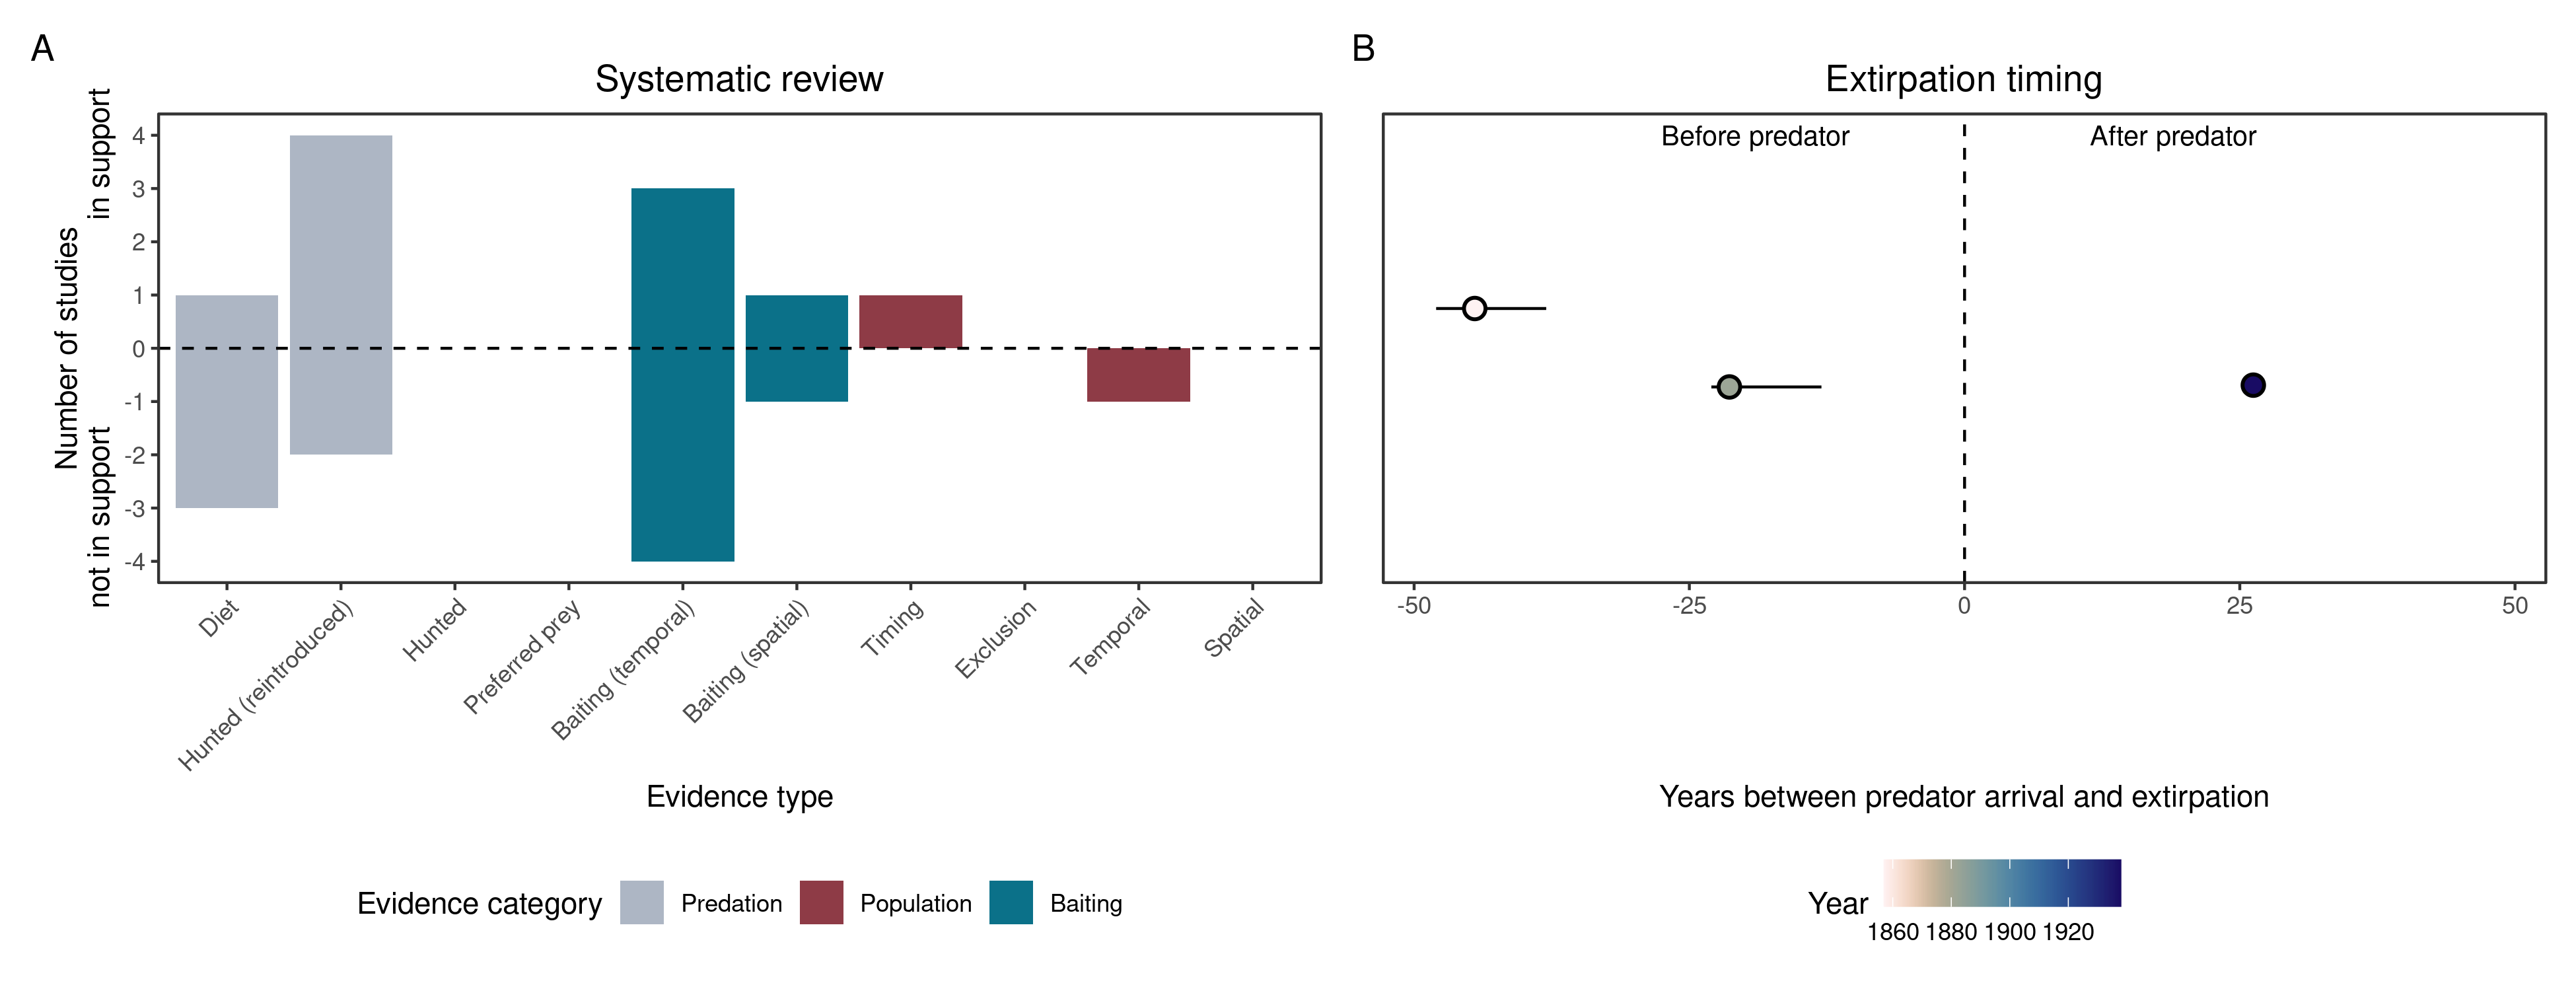 A
Systematic review
Number of studies
not in support in support
4
3
2
1
0
-1
-2
-3
-4
Diet
Hunted (reintroduced)
Hunted
Preferred prey
Baiting (temporal)
Baiting (spatial)
Timing
Exclusion
Temporal
Spatial
Evidence type
Evidence category Predation Population Baiting
B
Extirpation timing
Before predator After predator
-50 -25 0 25 50
Years between predator arrival and extirpation
Year
1860 1880 1900 1920